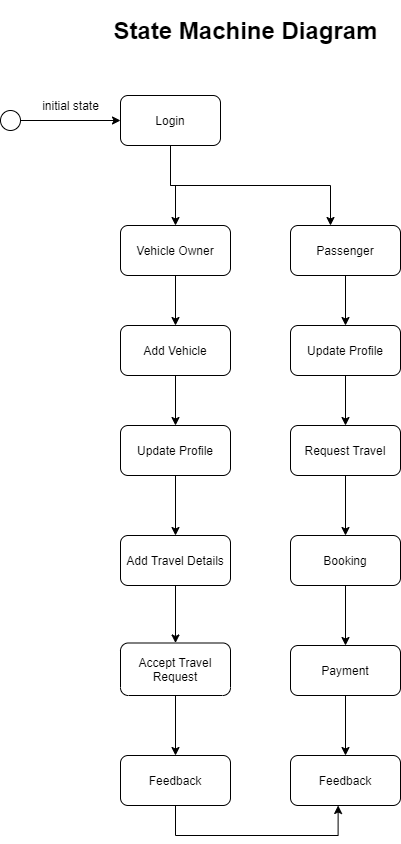 State Machine Diagram
initial state
Login
Vehicle Owner
Passenger
Add Vehicle
Update Profile
Update Profile
Request Travel
Add Travel Details
Booking
Accept Travel
Request
Payment
Feedback
Feedback